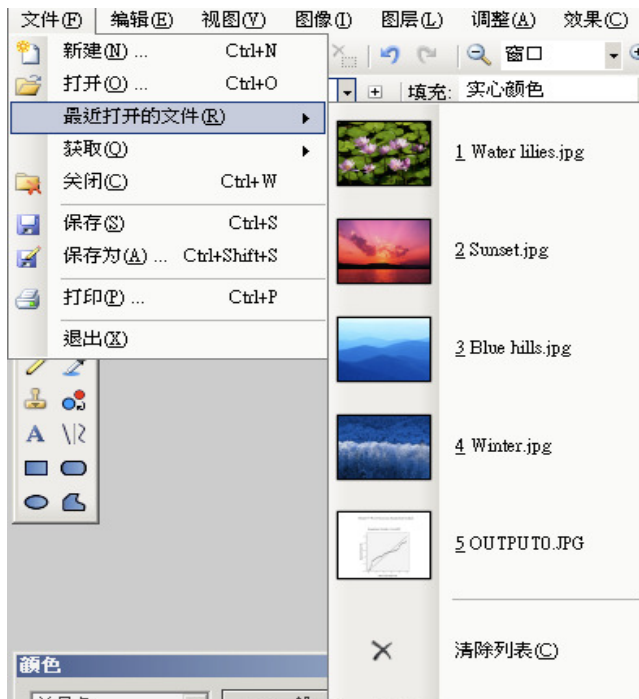 文件(F) 编辑(E) 视图(V) 图像(I) 图层(L) 调整(A) 效果(C)
新建(N) ... Ctrl+N
窗口
打开(O) ... Ctrl+O
填充: 实心颜色
最近打开的文件(R)
获取(Q)
关闭(C) Ctrl+W
保存(S) Ctrl+S
保存为(A) ... Ctrl+Shift+S
打印(P) ... Ctrl+P
退出(X)
1 Water lilies.jpg
2 Sunset.jpg
3 Blue hills.jpg
4 Winter.jpg
5 OUTPUT0.JPG
清除列表(C)
颜色